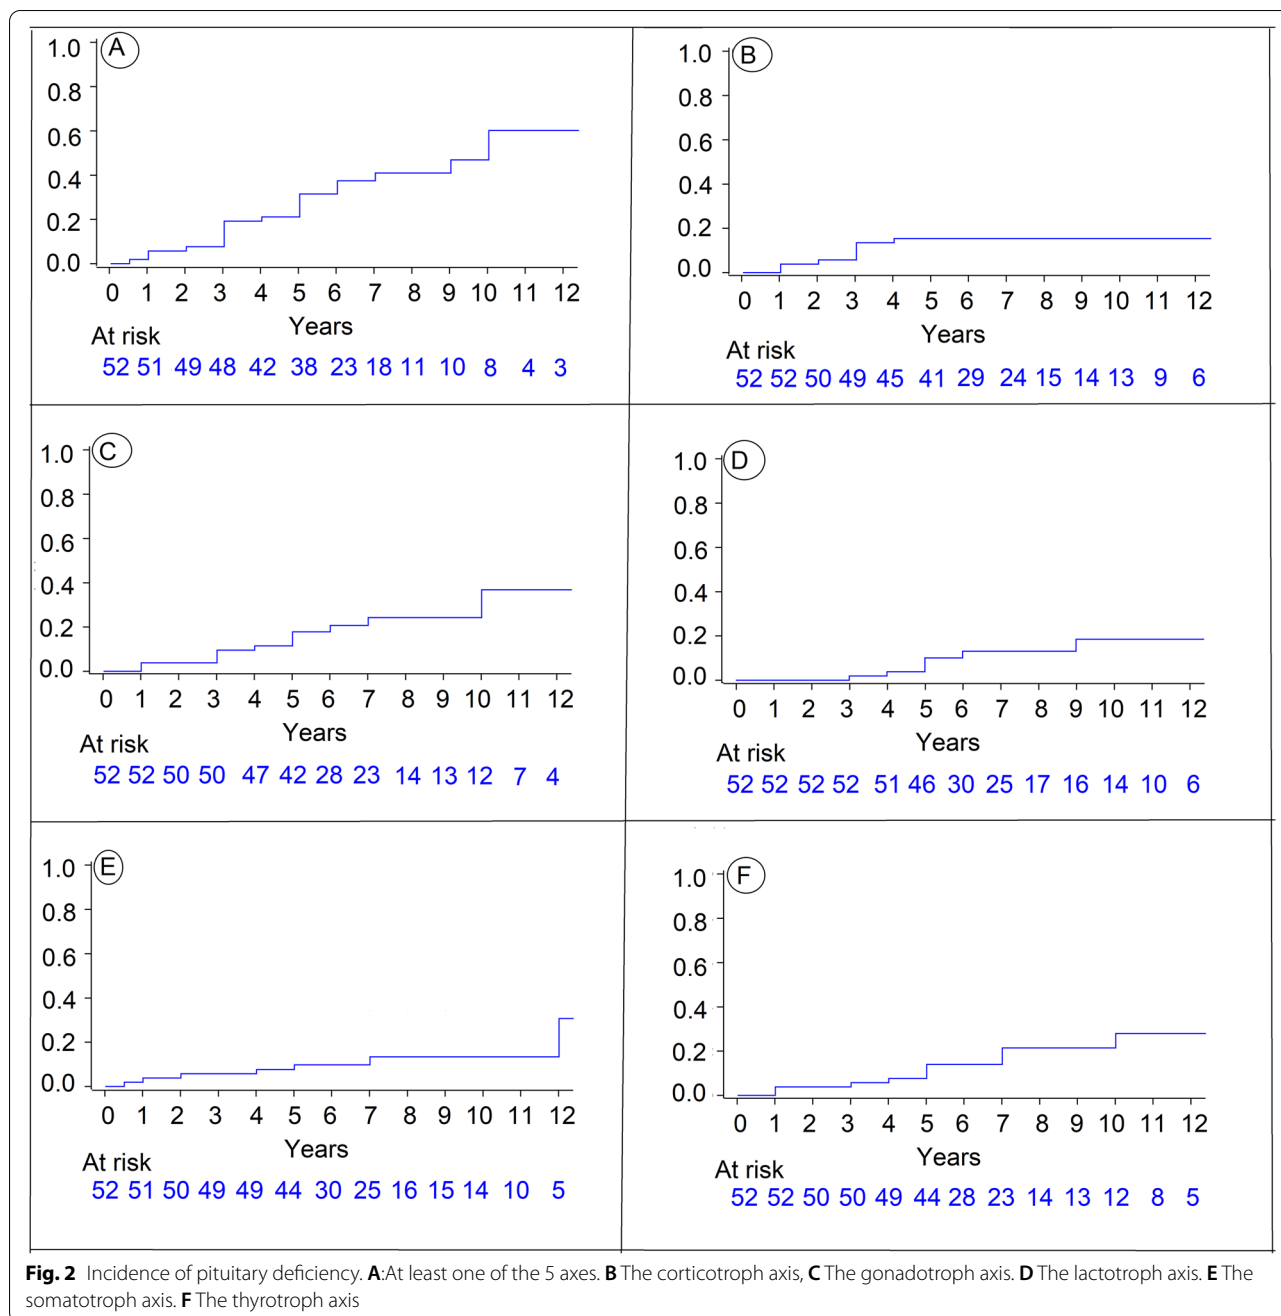 A
1.0
0.8
0.6
0.4
0.2
0.0
0 1 2 3 4 5 6 7 8 9 10 11 12
Years
At risk
52 51 49 48 42 38 23 18 11 10 8 4 3
B
1.0
0.8
0.6
0.4
0.2
0.0
0 1 2 3 4 5 6 7 8 9 10 11 12
Years
At risk
52 52 50 49 45 41 29 24 15 14 13 9 6
C
1.0
0.8
0.6
0.4
0.2
0.0
0 1 2 3 4 5 6 7 8 9 10 11 12
Years
At risk
52 52 50 50 47 42 28 23 14 13 12 7 4
D
1.0
0.8
0.6
0.4
0.2
0.0
0 1 2 3 4 5 6 7 8 9 10 11 12
Years
At risk
52 52 52 52 51 46 30 25 17 16 14 10 6
E
1.0
0.8
0.6
0.4
0.2
0.0
0 1 2 3 4 5 6 7 8 9 10 11 12
Years
At risk
52 51 50 49 49 44 30 25 16 15 14 10 5
F
1.0
0.8
0.6
0.4
0.2
0.0
0 1 2 3 4 5 6 7 8 9 10 11 12
Years
At risk
52 52 50 50 49 44 28 23 14 13 12 8 5
Fig. 2 Incidence of pituitary deficiency. A:At least one of the 5 axes. B The corticotroph axis, C The gonadotroph axis. D The lactotroph axis. E The
somatotroph axis. F The thyrotroph axis